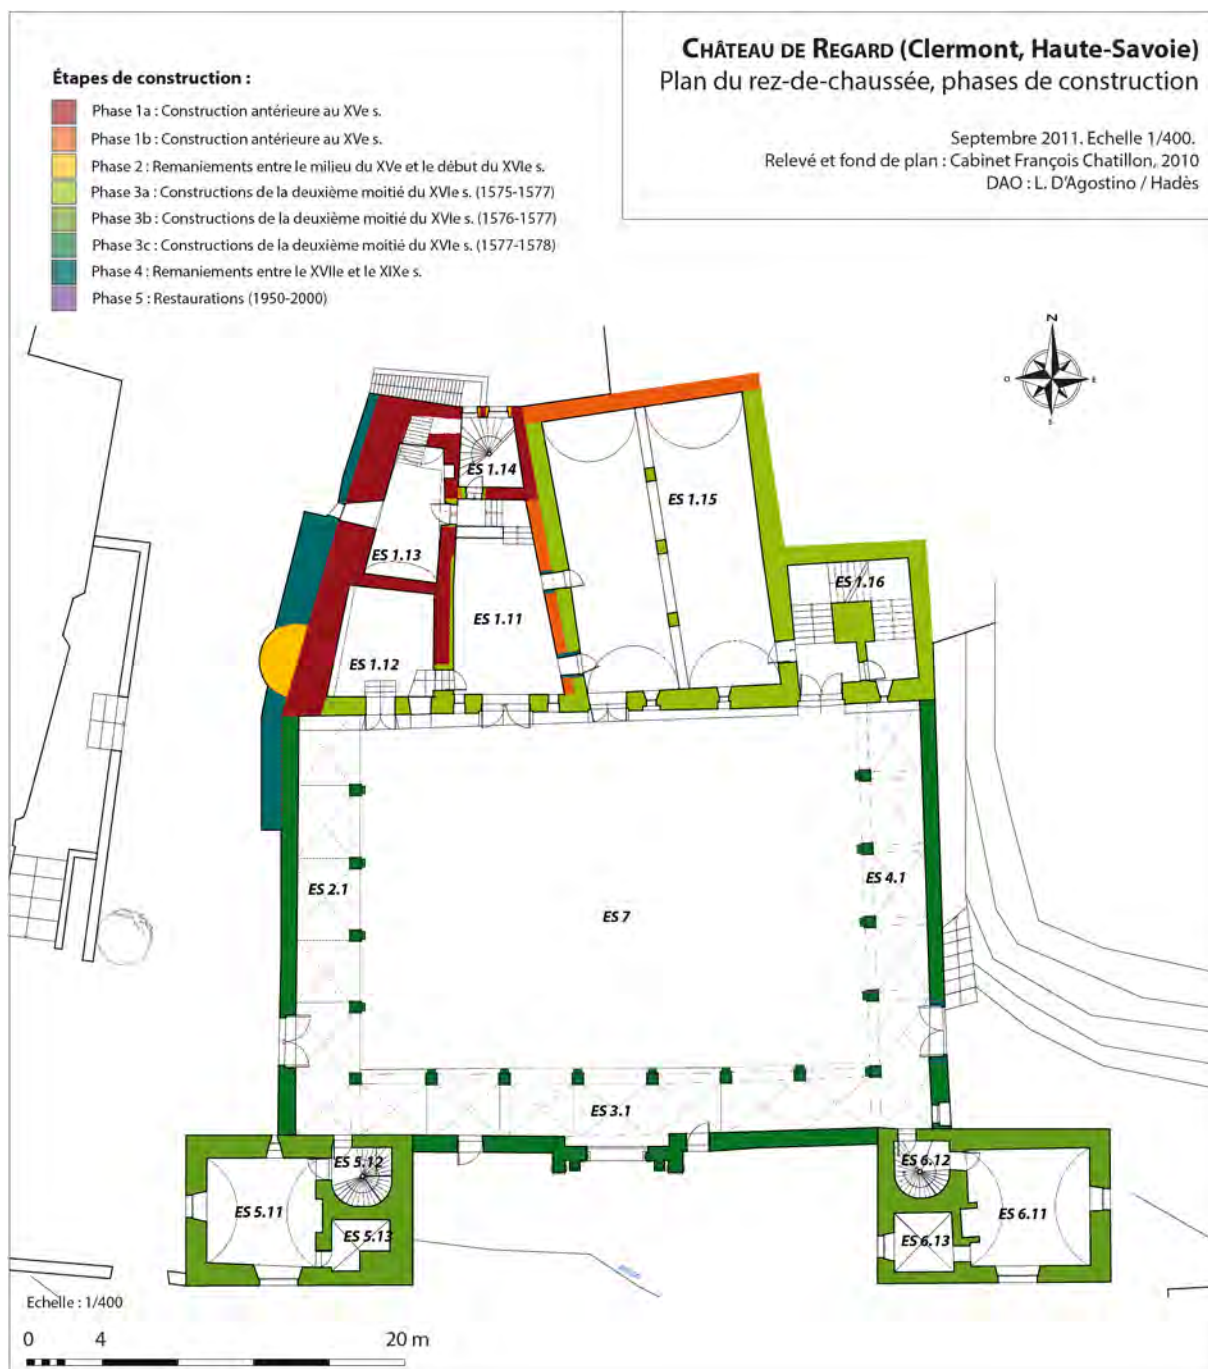 CHÂTEAU DE REGARD (Clermont, Haute-Savoie)
Plan du rez-de-chaussée, phases de construction
Septembre 2011. Echelle 1/400.
Relevé et fond de plan : Cabinet François Chatillon, 2010
DAO : L. D'Agostino / Hadès
Étapes de construction :
Phase 1a : Construction antérieure au XVe s.
Phase 1b : Construction antérieure au XVe s.
Phase 2 : Remaniements entre le milieu du XVe et le début du XVIe s.
Phase 3a : Constructions de la deuxième moitié du XVIe s. (1575-1577)
Phase 3b : Constructions de la deuxième moitié du XVIe s. (1576-1577)
Phase 3c : Constructions de la deuxième moitié du XVIe s. (1577-1578)
Phase 4 : Remaniements entre le XVIIe et le XIXe s.
Phase 5 : Restaurations (1950-2000)
N
O
E
S
ES 1.14
ES 1.15
ES 1.13
ES 1.16
ES 1.11
ES 1.12
ES 2.1
ES 7
ES 4.1
ES 3.1
ES 5.12
ES 6.12
ES 5.11
ES 6.11
ES 5.13
ES 6.13
Echelle : 1/400
0 4 20 m